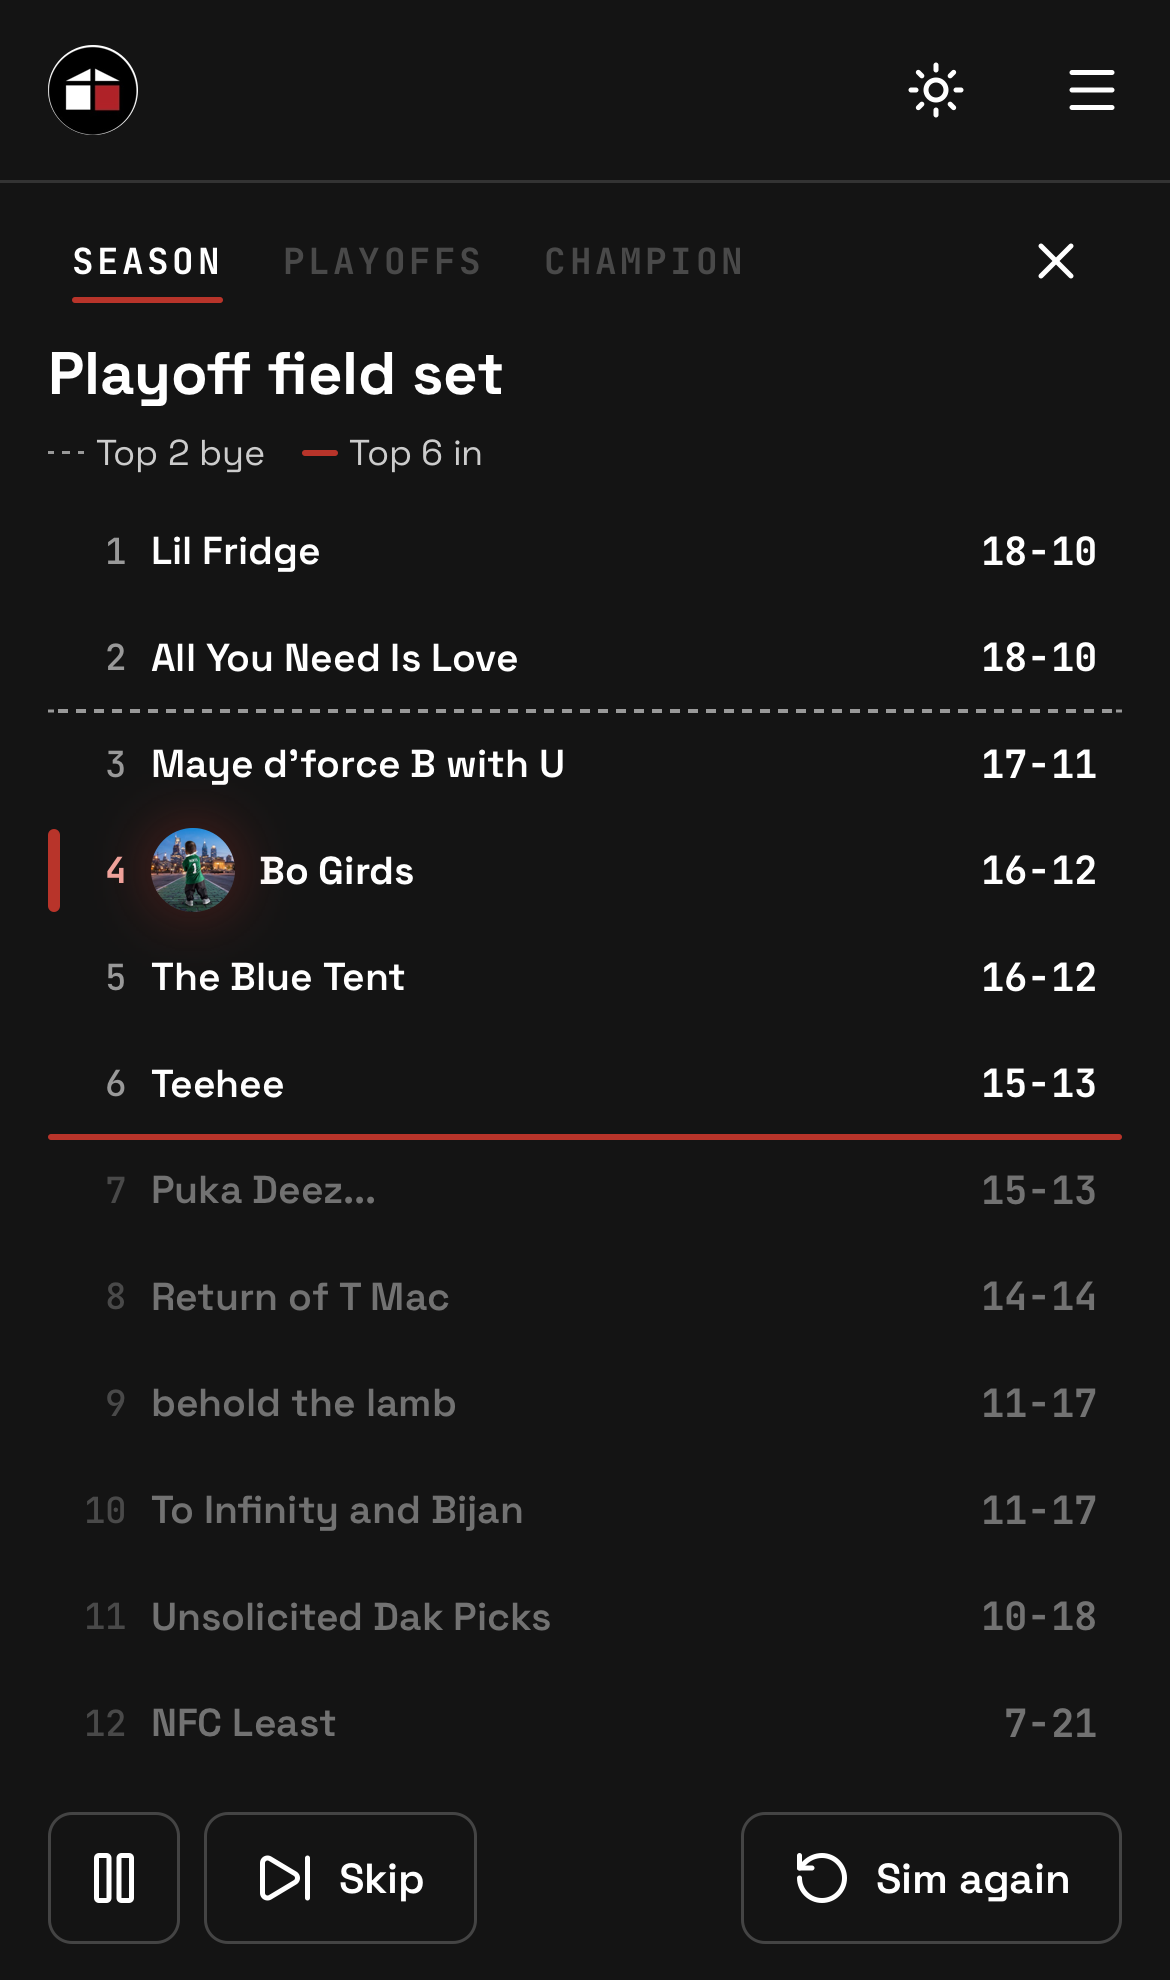 SEASON PLAYOFFS CHAMPION
Playoff field set
Top 2 bye Top 6 in
1 Lil Fridge 18-10
2 All You Need Is Love 18-10
3 Maye d’force B with U 17-11
4 Bo Girds 16-12
5 The Blue Tent 16-12
6 Teehee 15-13
7 Puka Deez... 15-13
8 Return of T Mac 14-14
9 behold the lamb 11-17
10 To Infinity and Bijan 11-17
11 Unsolicited Dak Picks 10-18
12 NFC Least 7-21
Skip Sim again